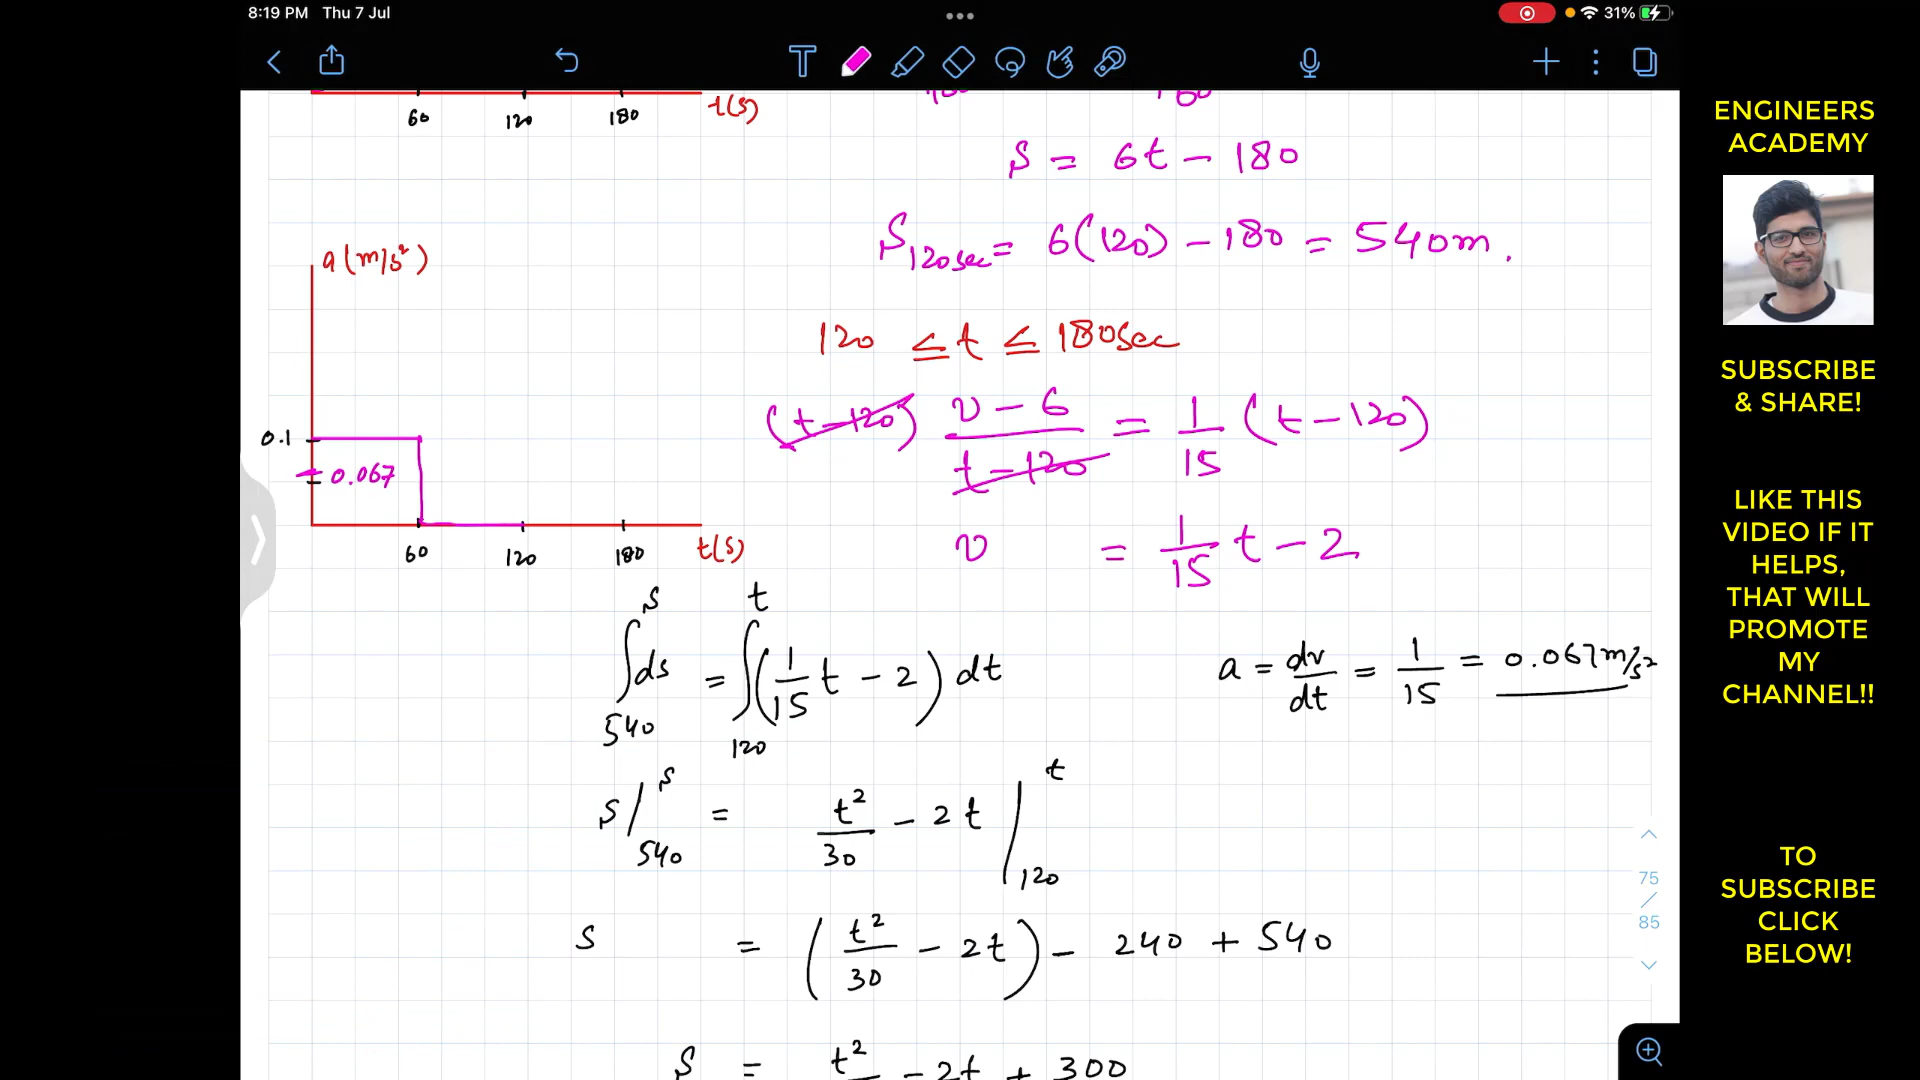 8:19 PM Thu 7 Jul
31%
60 120 180 t(s)
S = 6t - 180
S120sec = 6(120) - 180 = 540m.
a(m/s²)
0.1
0.067
60 120 180 t(s)
120 ≤ t ≤ 180sec
(t-120) v-6/t-120 = 1/15 (t-120)
v = 1/15 t - 2
∫_540^s ds = ∫_120^t (1/15 t - 2) dt
a = dv/dt = 1/15 = 0.067m/s²
s/_540^s = t²/30 - 2t |_120^t
s = (t²/30 - 2t) - 240 + 540
S = t² - 2t + 300
75
/
85
ENGINEERS
ACADEMY
SUBSCRIBE
& SHARE!
LIKE THIS
VIDEO IF IT
HELPS,
THAT WILL
PROMOTE
MY
CHANNEL!!
TO
SUBSCRIBE
CLICK
BELOW!